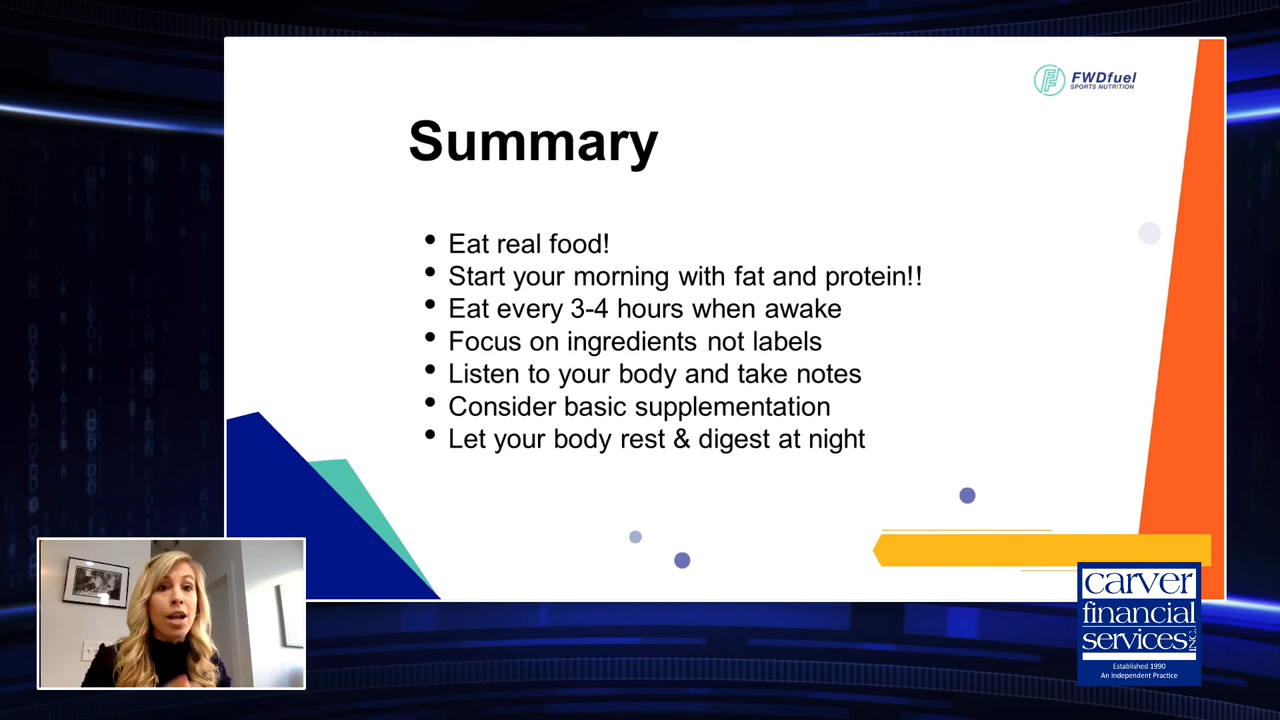 FWDfuel
SPORTS NUTRITION
Summary
• Eat real food!
• Start your morning with fat and protein!!
• Eat every 3-4 hours when awake
• Focus on ingredients not labels
• Listen to your body and take notes
• Consider basic supplementation
• Let your body rest & digest at night
carver
financial
services INC.
Established 1990
An Independent Practice